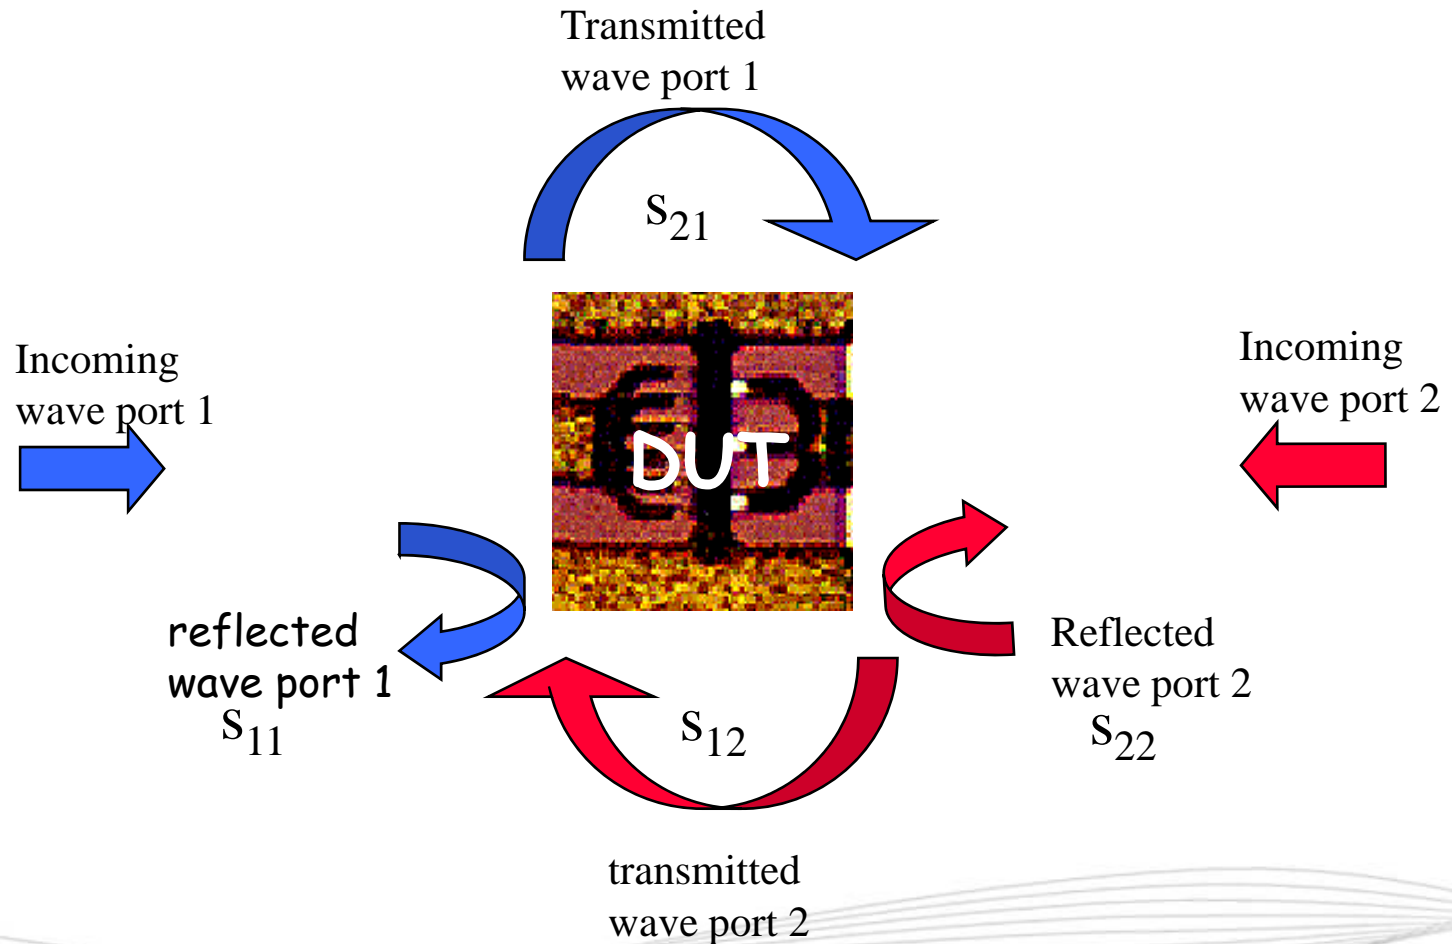 Transmitted
wave port 1
s21
Incoming
wave port 1
Incoming
wave port 2
DUT
reflected
wave port 1
s11
Reflected
wave port 2
s22
s12
transmitted
wave port 2